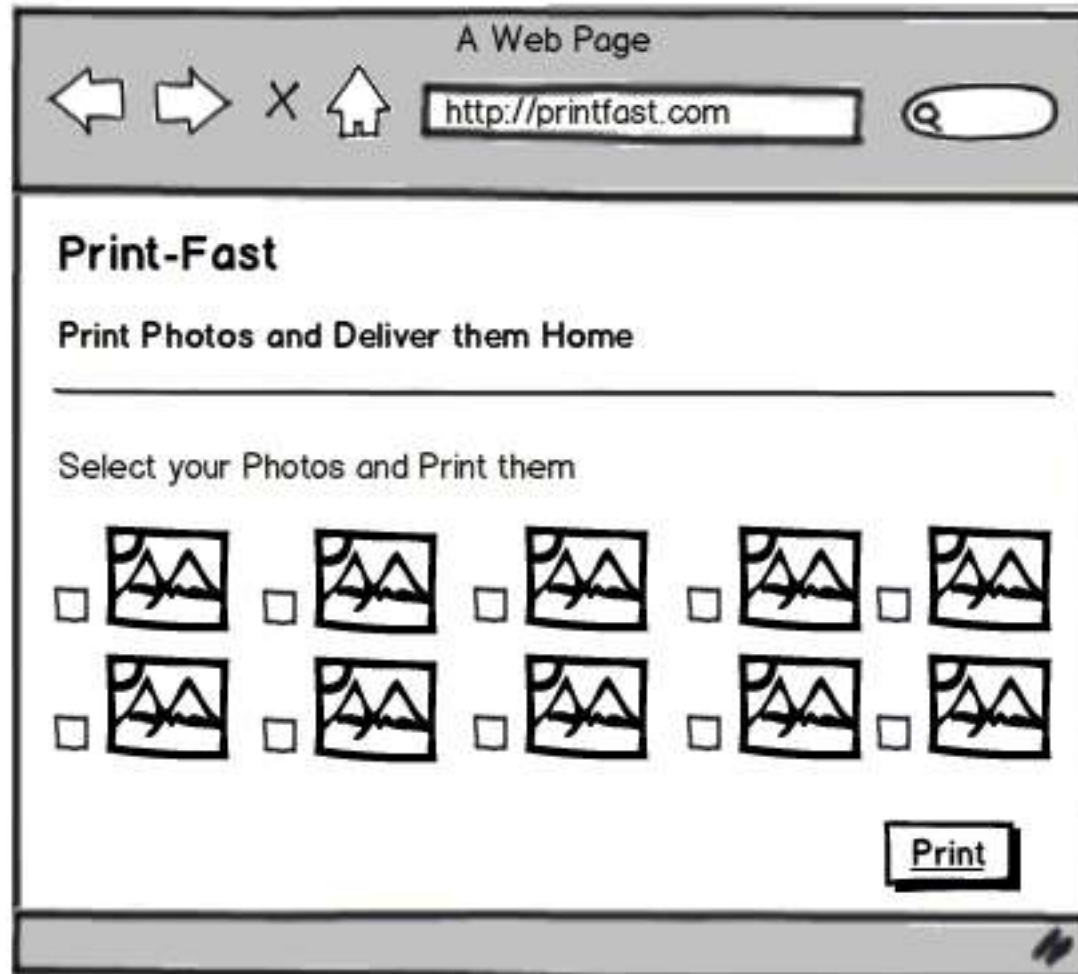 A Web Page
http://printfast.com
Print-Fast
Print Photos and Deliver them Home
Select your Photos and Print them
Print